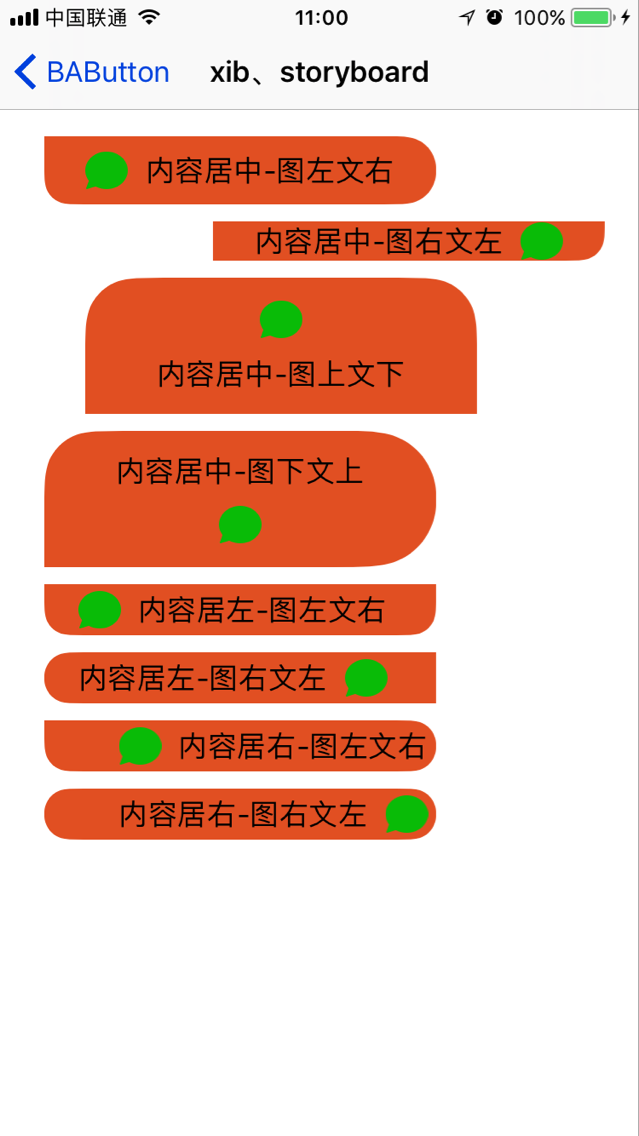 中国联通 11:00 100%
BAButton xib、storyboard
内容居中-图左文右
内容居中-图右文左
内容居中-图上文下
内容居中-图下文上
内容居左-图左文右
内容居左-图右文左
内容居右-图左文右
内容居右-图右文左